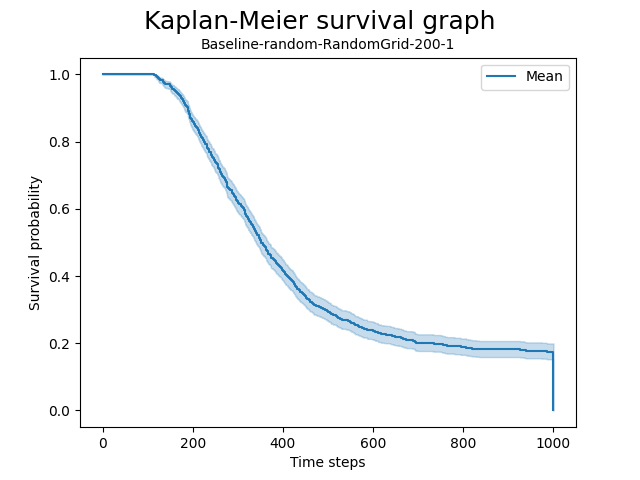 Kaplan-Meier survival graph
Baseline-random-RandomGrid-200-1
Mean
1.0
0.8
0.6
0.4
0.2
0.0
Survival probability
0 200 400 600 800 1000
Time steps